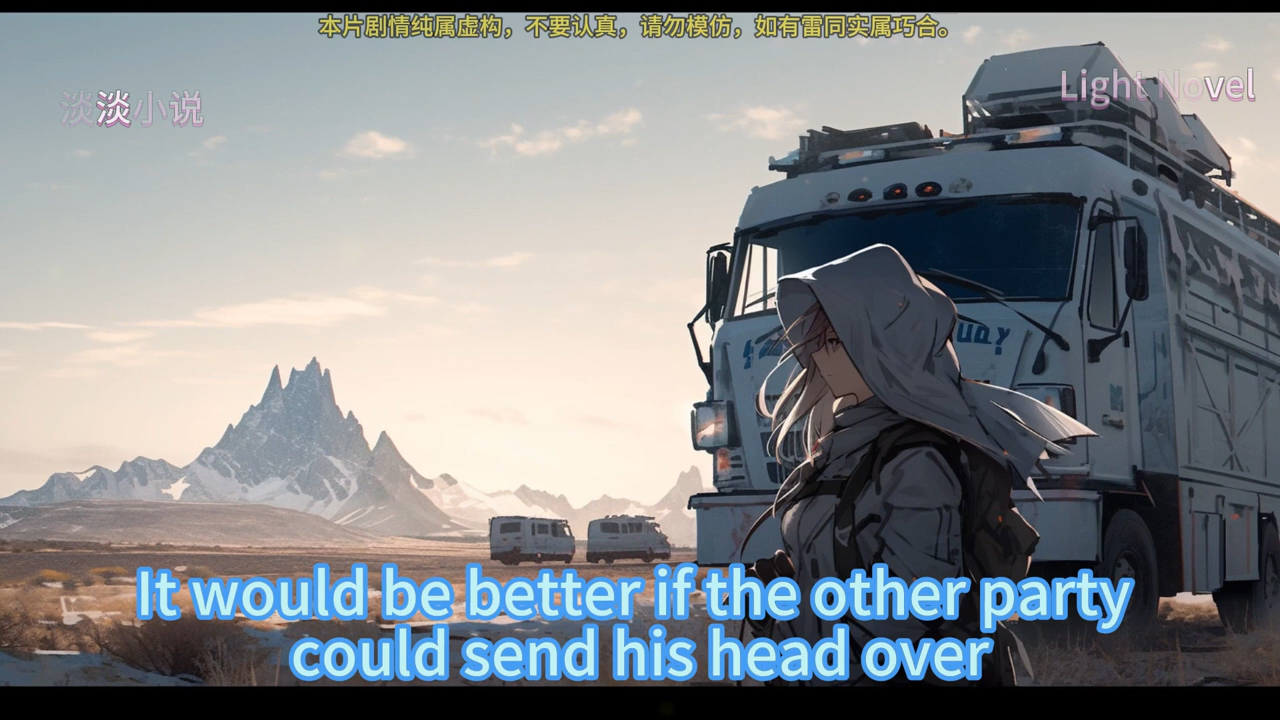 本片剧情纯属虚构，不要认真，请勿模仿，如有雷同实属巧合。
淡淡小说
Light Novel
It would be better if the other party
could send his head over